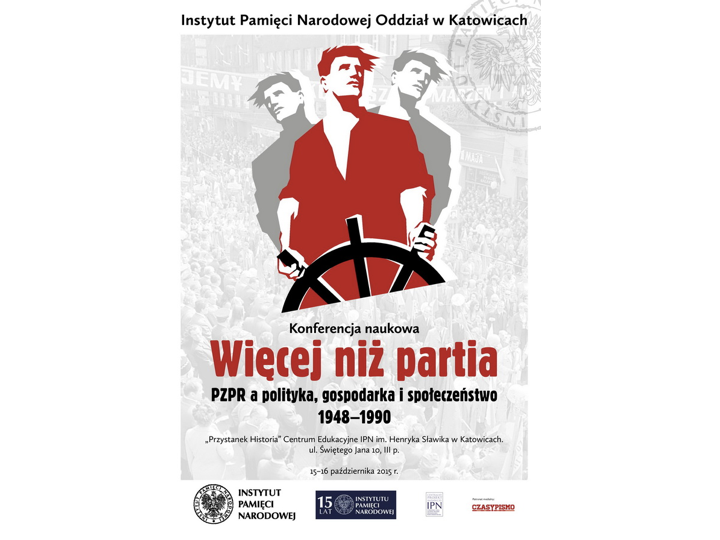 Instytut Pamięci Narodowej Oddział w Katowicach
JEMY
Konferencja naukowa
Więcej niż partia
PZPR a polityka, gospodarka i społeczeństwo
1948–1990
„Przystanek Historia” Centrum Edukacyjne IPN im. Henryka Sławika w Katowicach.
ul. Świętego Jana 10, III p.
15–16 października 2015 r.
INSTYTUT
PAMIĘCI
NARODOWEJ
15
LAT
INSTYTUTU
PAMIĘCI
NARODOWEJ
IPN
CZASYPISMO